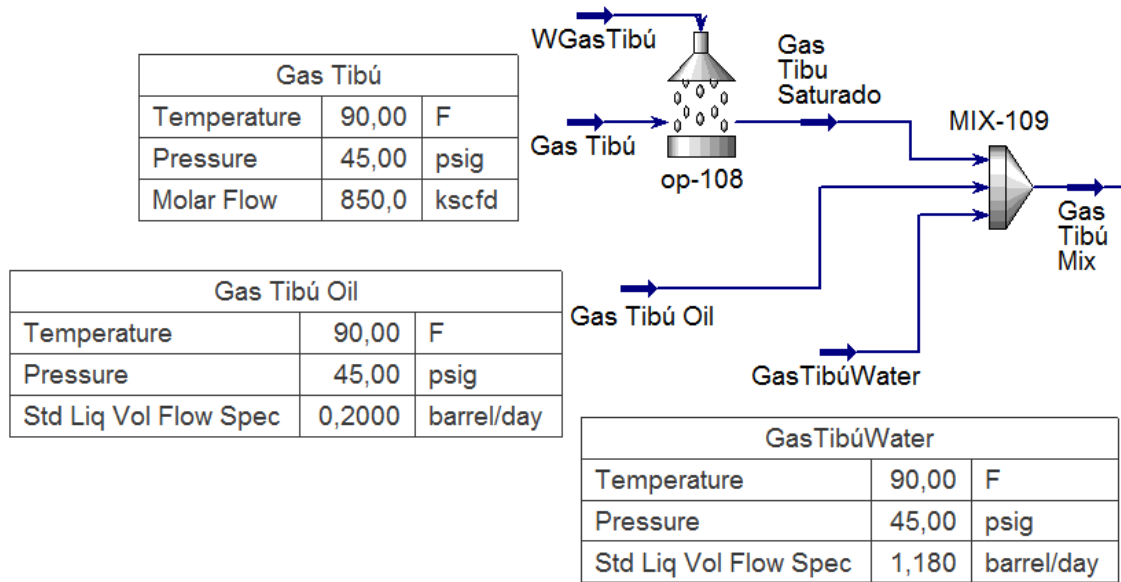 WGasTibú
Gas Tibú
op-108
Gas
Tibu
Saturado
MIX-109
Gas
Tibú
Mix
Gas Tibú Oil
GasTibúWater
Gas Tibú
Temperature 90,00 F
Pressure 45,00 psig
Molar Flow 850,0 kscfd
Gas Tibú Oil
Temperature 90,00 F
Pressure 45,00 psig
Std Liq Vol Flow Spec 0,2000 barrel/day
GasTibúWater
Temperature 90,00 F
Pressure 45,00 psig
Std Liq Vol Flow Spec 1,180 barrel/day